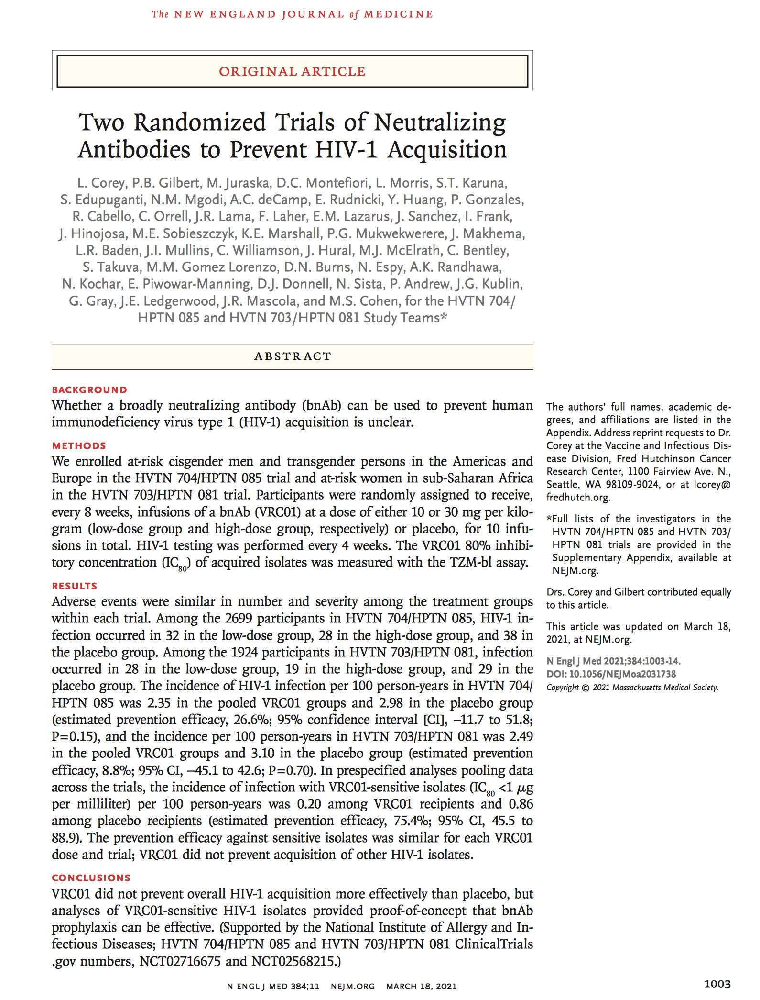 The NEW ENGLAND JOURNAL of MEDICINE
ORIGINAL ARTICLE
Two Randomized Trials of Neutralizing
Antibodies to Prevent HIV-1 Acquisition
L. Corey, P.B. Gilbert, M. Juraska, D.C. Montefiori, L. Morris, S.T. Karuna,
S. Edupuganti, N.M. Mgodi, A.C. deCamp, E. Rudnicki, Y. Huang, P. Gonzales,
R. Cabello, C. Orrell, J.R. Lama, F. Laher, E.M. Lazarus, J. Sanchez, I. Frank,
J. Hinojosa, M.E. Sobieszczyk, K.E. Marshall, P.G. Mukwekwerere, J. Makhema,
L.R. Baden, J.I. Mullins, C. Williamson, J. Hural, M.J. McElrath, C. Bentley,
S. Takuva, M.M. Gomez Lorenzo, D.N. Burns, N. Espy, A.K. Randhawa,
N. Kochar, E. Piwowar-Manning, D.J. Donnell, N. Sista, P. Andrew, J.G. Kublin,
G. Gray, J.E. Ledgerwood, J.R. Mascola, and M.S. Cohen, for the HVTN 704/
HPTN 085 and HVTN 703/HPTN 081 Study Teams*
ABSTRACT
BACKGROUND
Whether a broadly neutralizing antibody (bnAb) can be used to prevent human
immunodeficiency virus type 1 (HIV-1) acquisition is unclear.
METHODS
We enrolled at-risk cisgender men and transgender persons in the Americas and
Europe in the HVTN 704/HPTN 085 trial and at-risk women in sub-Saharan Africa
in the HVTN 703/HPTN 081 trial. Participants were randomly assigned to receive,
every 8 weeks, infusions of a bnAb (VRC01) at a dose of either 10 or 30 mg per kilo-
gram (low-dose group and high-dose group, respectively) or placebo, for 10 infu-
sions in total. HIV-1 testing was performed every 4 weeks. The VRC01 80% inhibi-
tory concentration (IC80) of acquired isolates was measured with the TZM-bl assay.
RESULTS
Adverse events were similar in number and severity among the treatment groups
within each trial. Among the 2699 participants in HVTN 704/HPTN 085, HIV-1 in-
fection occurred in 32 in the low-dose group, 28 in the high-dose group, and 38 in
the placebo group. Among the 1924 participants in HVTN 703/HPTN 081, infection
occurred in 28 in the low-dose group, 19 in the high-dose group, and 29 in the
placebo group. The incidence of HIV-1 infection per 100 person-years in HVTN 704/
HPTN 085 was 2.35 in the pooled VRC01 groups and 2.98 in the placebo group
(estimated prevention efficacy, 26.6%; 95% confidence interval [CI], −11.7 to 51.8;
P=0.15), and the incidence per 100 person-years in HVTN 703/HPTN 081 was 2.49
in the pooled VRC01 groups and 3.10 in the placebo group (estimated prevention
efficacy, 8.8%; 95% CI, −45.1 to 42.6; P=0.70). In prespecified analyses pooling data
across the trials, the incidence of infection with VRC01-sensitive isolates (IC80 <1 μg
per milliliter) per 100 person-years was 0.20 among VRC01 recipients and 0.86
among placebo recipients (estimated prevention efficacy, 75.4%; 95% CI, 45.5 to
88.9). The prevention efficacy against sensitive isolates was similar for each VRC01
dose and trial; VRC01 did not prevent acquisition of other HIV-1 isolates.
CONCLUSIONS
VRC01 did not prevent overall HIV-1 acquisition more effectively than placebo, but
analyses of VRC01-sensitive HIV-1 isolates provided proof-of-concept that bnAb
prophylaxis can be effective. (Supported by the National Institute of Allergy and In-
fectious Diseases; HVTN 704/HPTN 085 and HVTN 703/HPTN 081 ClinicalTrials
.gov numbers, NCT02716675 and NCT02568215.)
The authors' full names, academic de-
grees, and affiliations are listed in the
Appendix. Address reprint requests to Dr.
Corey at the Vaccine and Infectious Dis-
ease Division, Fred Hutchinson Cancer
Research Center, 1100 Fairview Ave. N.,
Seattle, WA 98109-9024, or at lcorey@
fredhutch.org.
*Full lists of the investigators in the
HVTN 704/HPTN 085 and HVTN 703/
HPTN 081 trials are provided in the
Supplementary Appendix, available at
NEJM.org.
Drs. Corey and Gilbert contributed equally
to this article.
This article was updated on March 18,
2021, at NEJM.org.
N Engl J Med 2021;384:1003-14.
DOI: 10.1056/NEJMoa2031738
Copyright © 2021 Massachusetts Medical Society.
N ENGL J MED 384;11 NEJM.ORG MARCH 18, 2021
1003